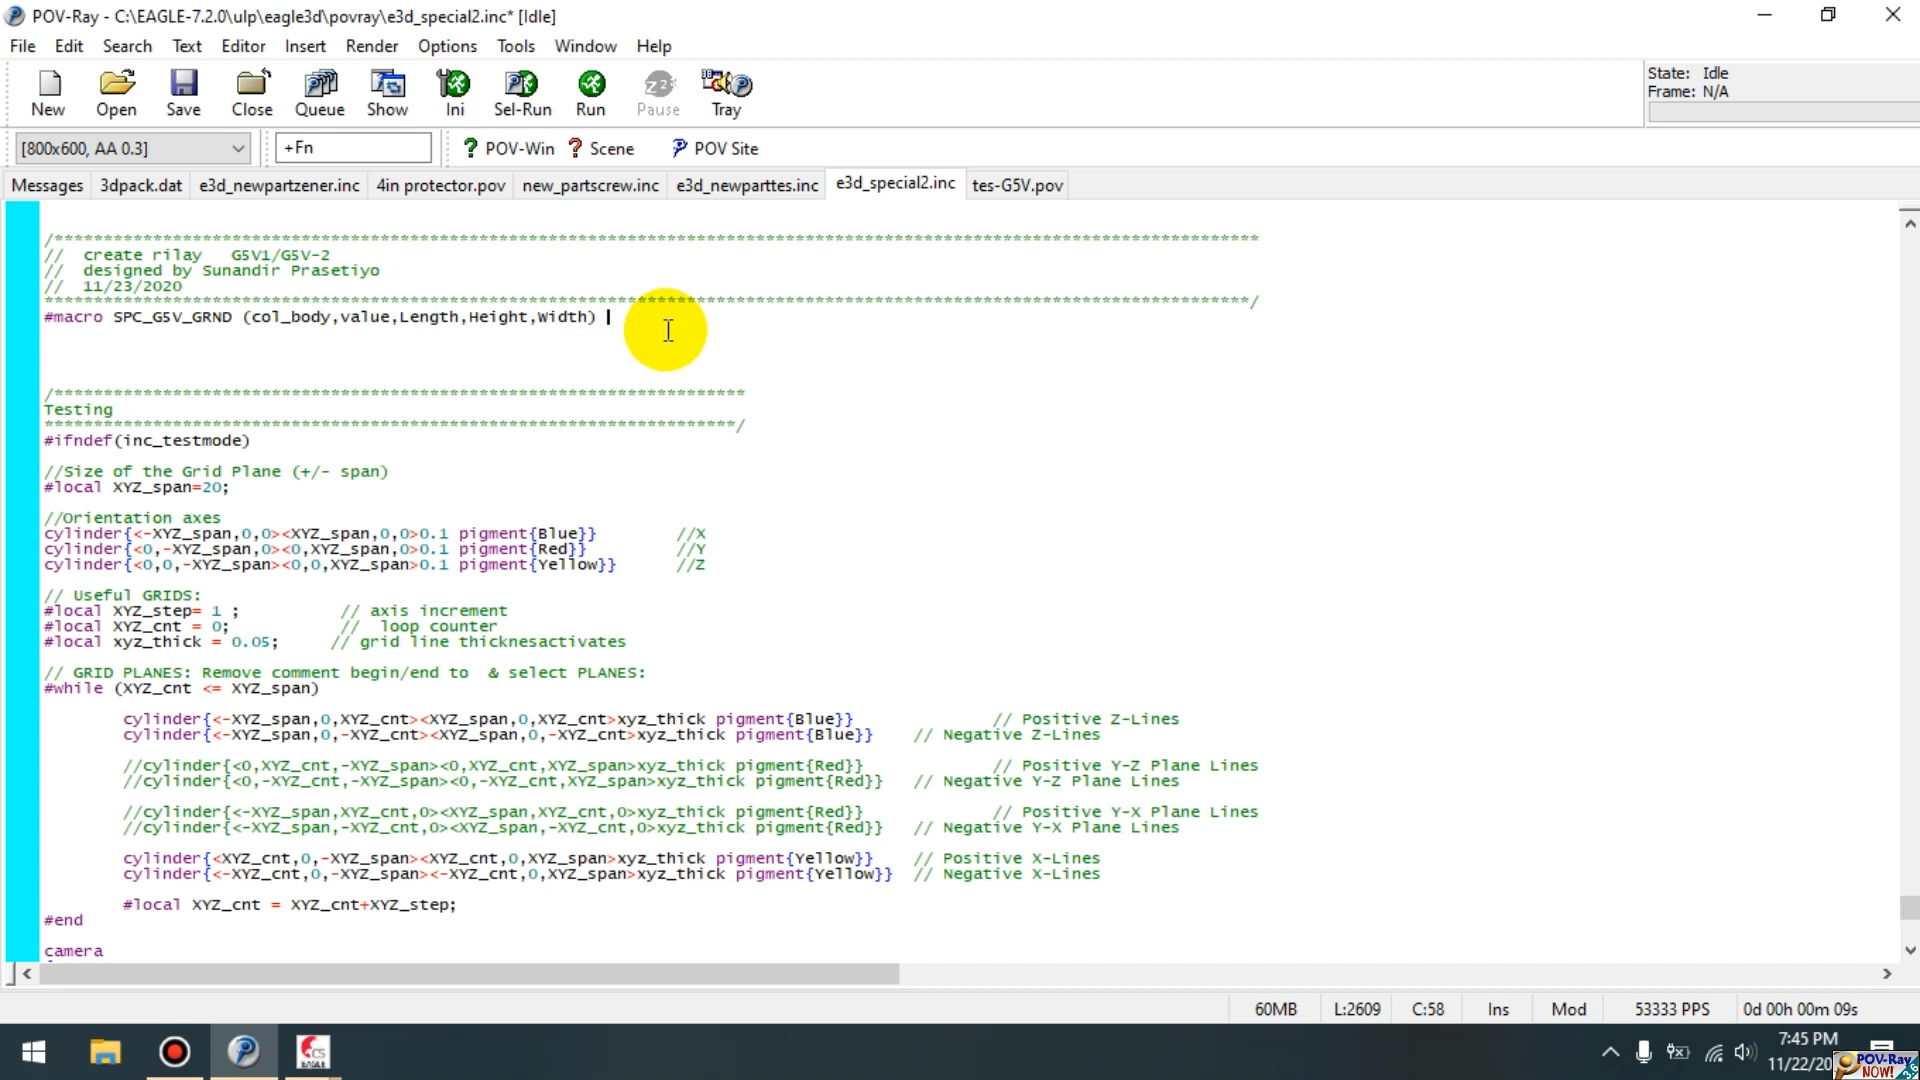 POV-Ray - C:\EAGLE-7.2.0\ulp\eagle3d\povray\e3d_special2.inc* [Idle]
File Edit Search Text Editor Insert Render Options Tools Window Help
New Open Save Close Queue Show Ini Sel-Run Run Pause Tray
State: Idle
Frame: N/A
[800x600, AA 0.3] +Fn ? POV-Win ? Scene POV Site
Messages 3dpack.dat e3d_newpartzener.inc 4in protector.pov new_partscrew.inc e3d_newparttes.inc e3d_special2.inc tes-G5V.pov
// create rilay G5V1/G5V-2
// designed by Sunandir Prasetiyo
// 11/23/2020
#macro SPC_G5V_GRND (col_body,value,Length,Height,Width)
Testing
#ifndef(inc_testmode)
//Size of the Grid Plane (+/- span)
#local XYZ_span=20;
//Orientation axes
cylinder{<-XYZ_span,0,0><XYZ_span,0,0>0.1 pigment{Blue}} //X
cylinder{<0,-XYZ_span,0><0,XYZ_span,0>0.1 pigment{Red}} //Y
cylinder{<0,0,-XYZ_span><0,0,XYZ_span>0.1 pigment{Yellow}} //Z
// Useful GRIDS:
#local XYZ_step= 1 ; // axis increment
#local XYZ_cnt = 0; // loop counter
#local xyz_thick = 0.05; // grid line thicknesactivates
// GRID PLANES: Remove comment begin/end to & select PLANES:
#while (XYZ_cnt <= XYZ_span)
cylinder{<-XYZ_span,0,XYZ_cnt><XYZ_span,0,XYZ_cnt>xyz_thick pigment{Blue}} // Positive Z-Lines
cylinder{<-XYZ_span,0,-XYZ_cnt><XYZ_span,0,-XYZ_cnt>xyz_thick pigment{Blue}} // Negative Z-Lines
//cylinder{<0,XYZ_cnt,-XYZ_span><0,XYZ_cnt,XYZ_span>xyz_thick pigment{Red}} // Positive Y-Z Plane Lines
//cylinder{<0,-XYZ_cnt,-XYZ_span><0,-XYZ_cnt,XYZ_span>xyz_thick pigment{Red}} // Negative Y-Z Plane Lines
//cylinder{<-XYZ_span,XYZ_cnt,0><XYZ_span,XYZ_cnt,0>xyz_thick pigment{Red}} // Positive Y-X Plane Lines
//cylinder{<-XYZ_span,-XYZ_cnt,0><XYZ_span,-XYZ_cnt,0>xyz_thick pigment{Red}} // Negative Y-X Plane Lines
cylinder{<XYZ_cnt,0,-XYZ_span><XYZ_cnt,0,XYZ_span>xyz_thick pigment{Yellow}} // Positive X-Lines
cylinder{<-XYZ_cnt,0,-XYZ_span><-XYZ_cnt,0,XYZ_span>xyz_thick pigment{Yellow}} // Negative X-Lines
#local XYZ_cnt = XYZ_cnt+XYZ_step;
#end
camera
60MB L:2609 C:58 Ins Mod 53333 PPS 0d 00h 00m 09s
7:45 PM
CS EAGLE
POV-Ray
NOW! 3.6